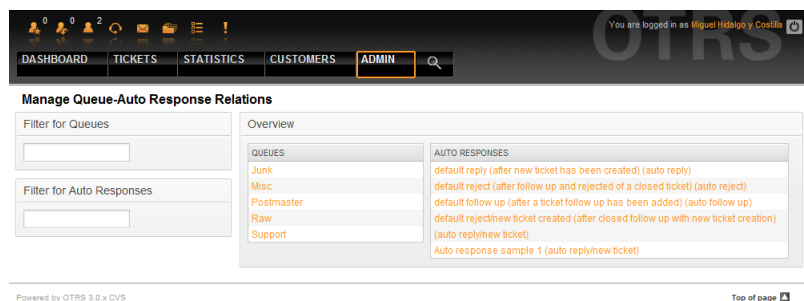 0 0 2
You are logged in as Miguel Hidalgo y Costilla
OTRS
DASHBOARD TICKETS STATISTICS CUSTOMERS ADMIN
Manage Queue-Auto Response Relations
Filter for Queues
Filter for Auto Responses
Overview
QUEUES AUTO RESPONSES
Junk default reply (after new ticket has been created) (auto reply)
Misc default reject (after follow up and rejected of a closed ticket) (auto reject)
Postmaster default follow up (after a ticket follow up has been added) (auto follow up)
Raw default reject/new ticket created (after closed follow up with new ticket creation)
Support (auto reply/new ticket)
Auto response sample 1 (auto reply/new ticket)
Powered by OTRS 3.0.x CVS Top of page